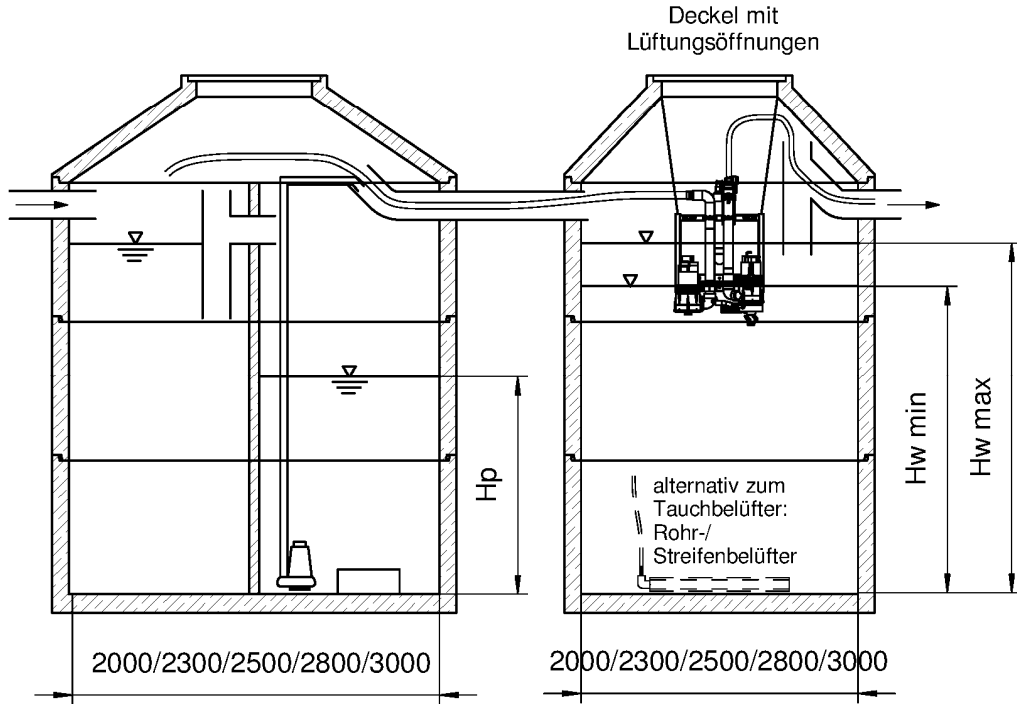 Deckel mit
Lüftungsöffnungen
Hp
Hw min
Hw max
alternativ zum
Tauchbelüfter:
Rohr-/
Streifenbelüfter
2000/2300/2500/2800/3000
2000/2300/2500/2800/3000